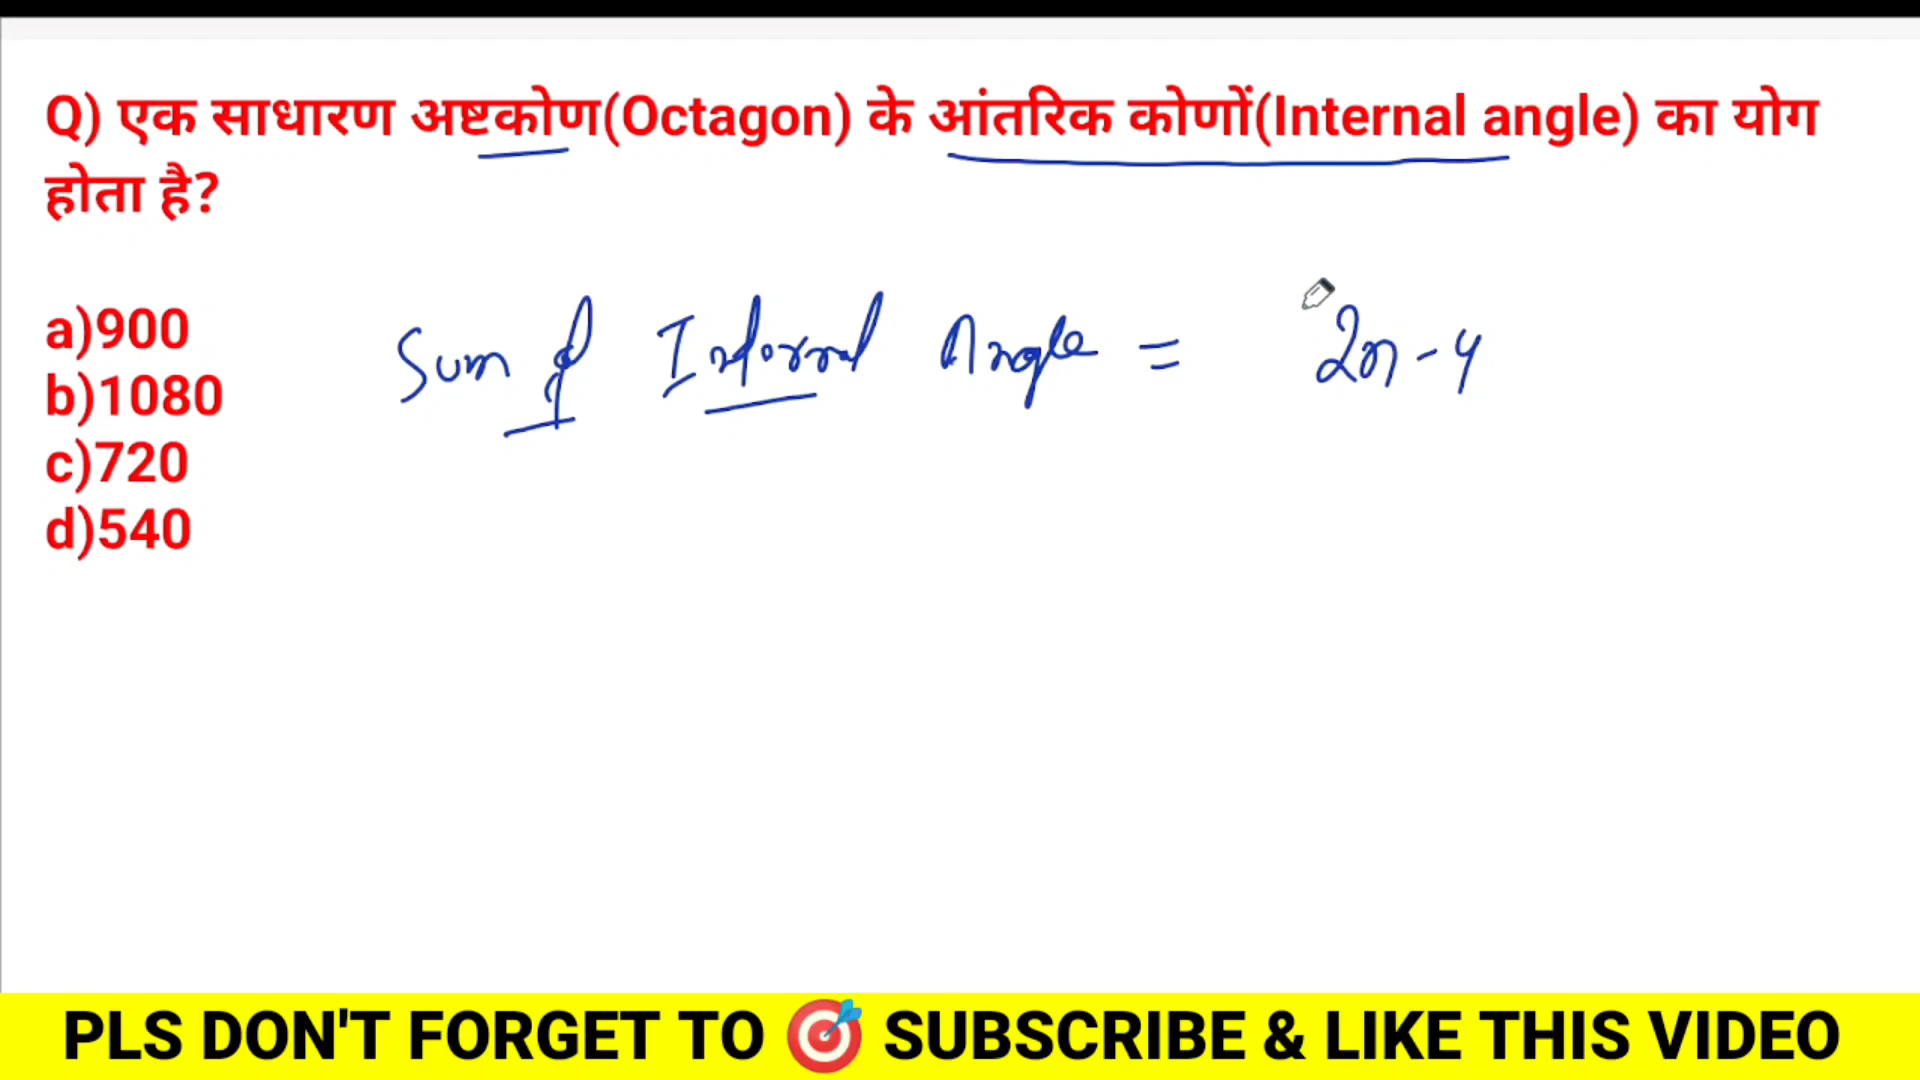 Q) एक साधारण अष्टकोण(Octagon) के आंतरिक कोणों(Internal angle) का योग
होता है?
a)900
b)1080
c)720
d)540
Sum of Internal Angle = 2n-4
PLS DON'T FORGET TO 🎯 SUBSCRIBE & LIKE THIS VIDEO